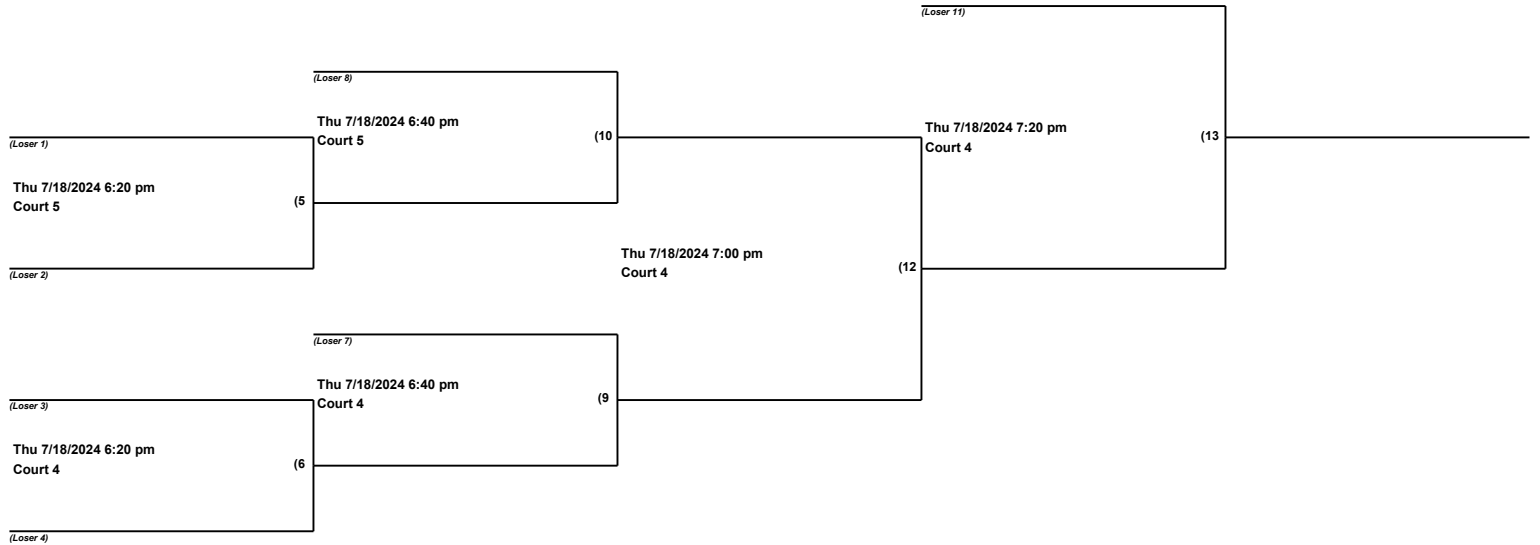 (Loser 11)
(Loser 8)
Thu 7/18/2024 6:40 pm
Court 5
(10
Thu 7/18/2024 7:20 pm
Court 4
(13
(Loser 1)
Thu 7/18/2024 6:20 pm
Court 5
(5
Thu 7/18/2024 7:00 pm
Court 4
(12
(Loser 2)
(Loser 7)
Thu 7/18/2024 6:40 pm
Court 4
(9
(Loser 3)
Thu 7/18/2024 6:20 pm
Court 4
(6
(Loser 4)